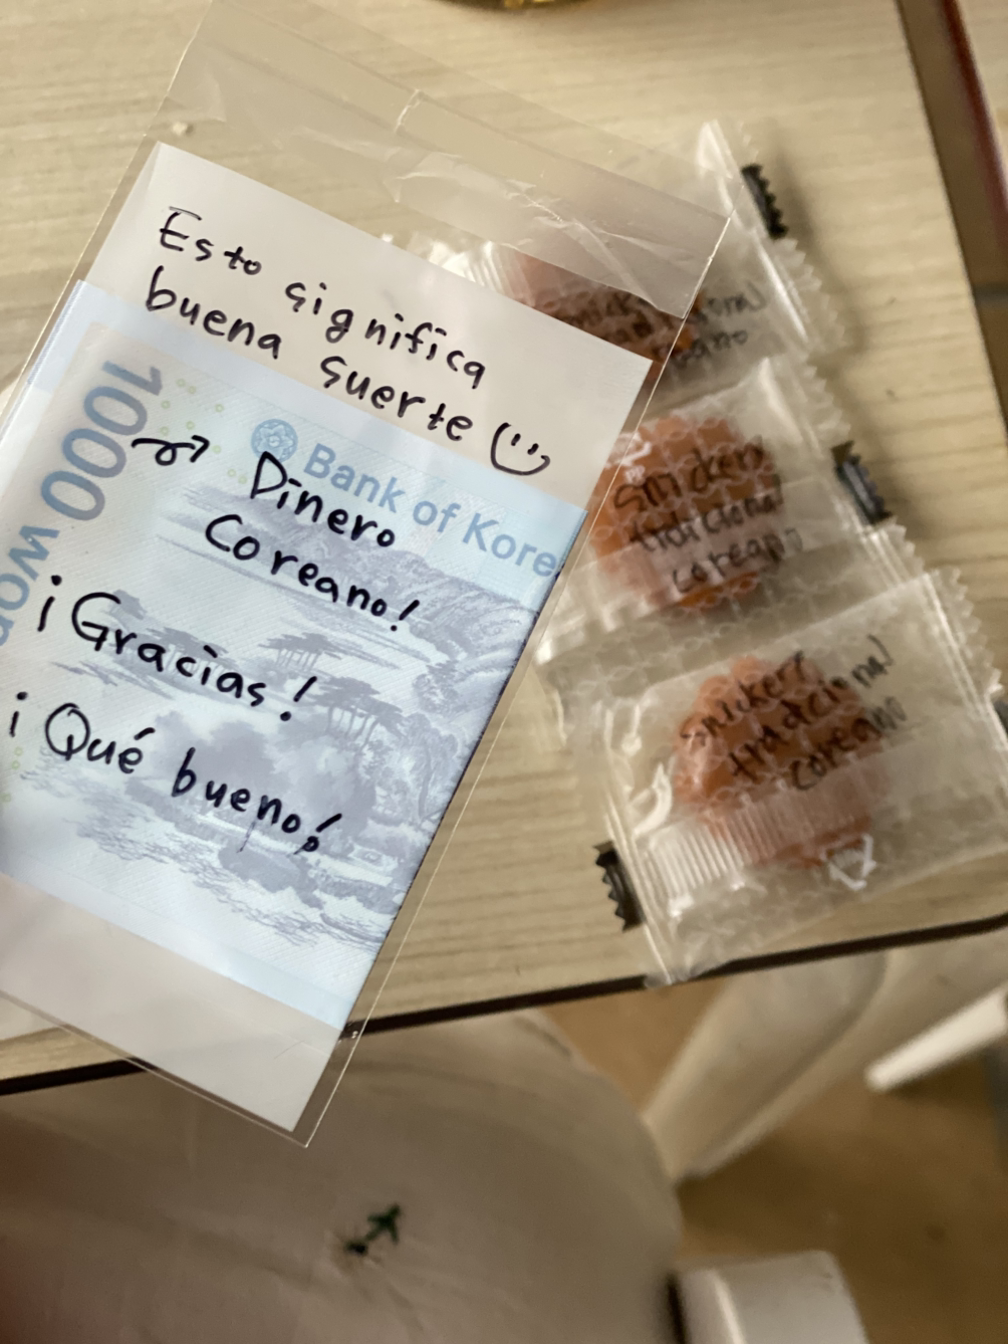 Esto significa
buena suerte
1000 won
Bank of Kore
Dinero
Coreano!
¡Gracias!
¡Qué bueno!
snickers
tradicional
coreano
snickers
tradicional
coreano